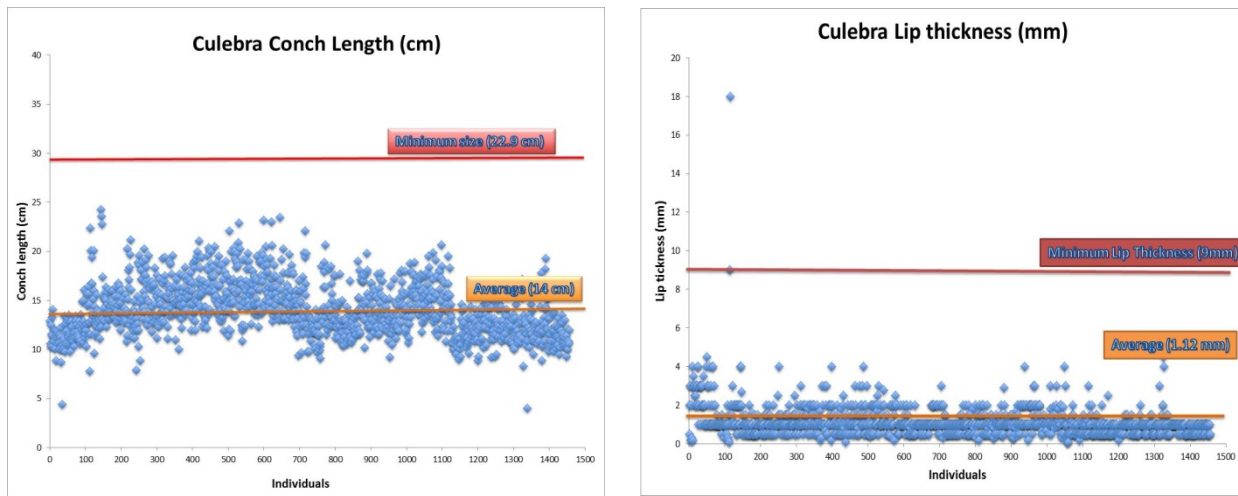 Culebra Conch Length (cm)
40
35
30
25
20
15
10
5
0
Conch length (cm)
Minimum size (22.9 cm)
Average (14 cm)
0 100 200 300 400 500 600 700 800 900 1000 1100 1200 1300 1400 1500
Individuals
Culebra Lip thickness (mm)
20
18
16
14
12
10
8
6
4
2
0
Lip thickness (mm)
Minimum Lip Thickness (9mm)
Average (1.12 mm)
0 100 200 300 400 500 600 700 800 900 1000 1100 1200 1300 1400 1500
Individuals